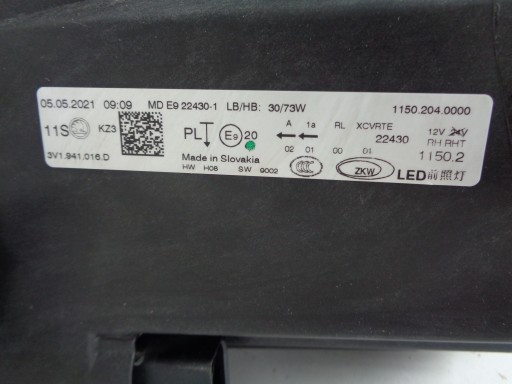 05.05.2021 09:09 MD E9 22430-1 LB/HB: 30/73W 1150.204.0000
11S KZ3 PL E9 20 A 1a RL XCVRTE 12V 24V
02 01 00 01 22430 RH RHT
3V1.941.016.D Made in Slovakia 1150.2
HW H08 SW 9002 ZKW LED前照灯